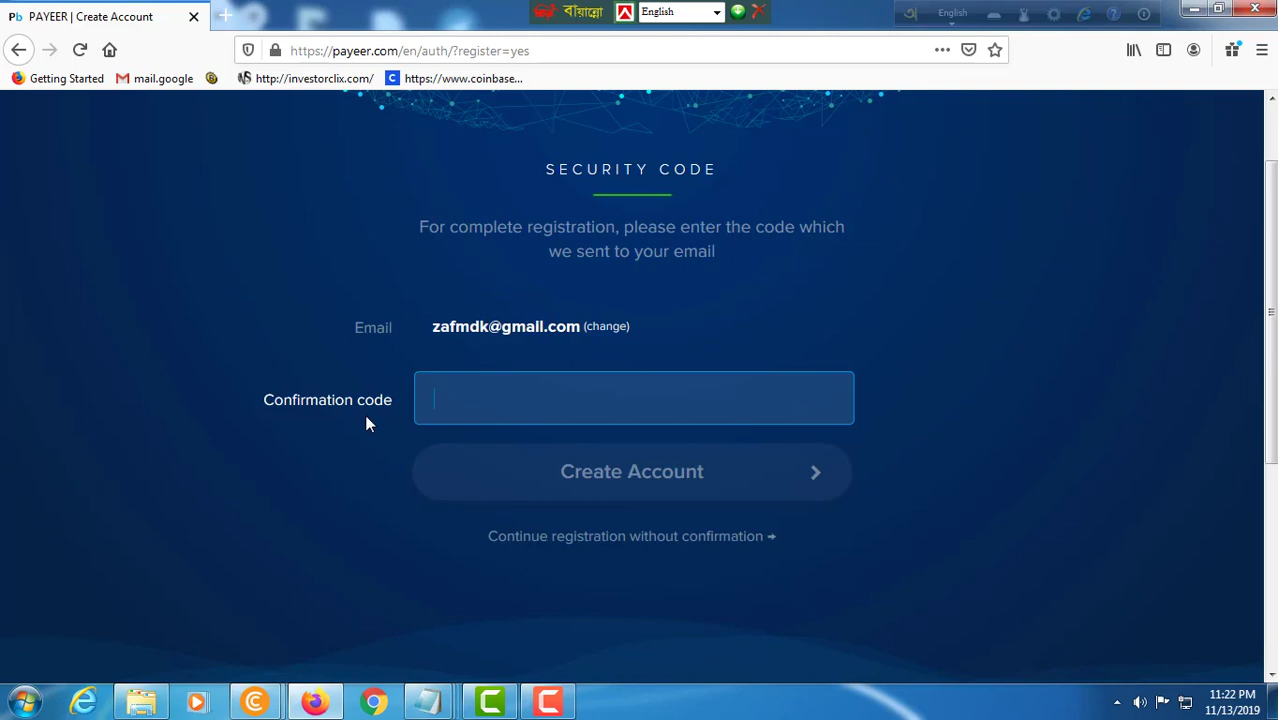 PAYEER | Create Account
বায়ান্নো
English
English
https://payeer.com/en/auth/?register=yes
Getting Started
mail.google
http://investorclix.com/
https://www.coinbase...
SECURITY CODE
For complete registration, please enter the code which
we sent to your email
Email
zafmdk@gmail.com (change)
Confirmation code
Create Account
Continue registration without confirmation
11:22 PM
11/13/2019